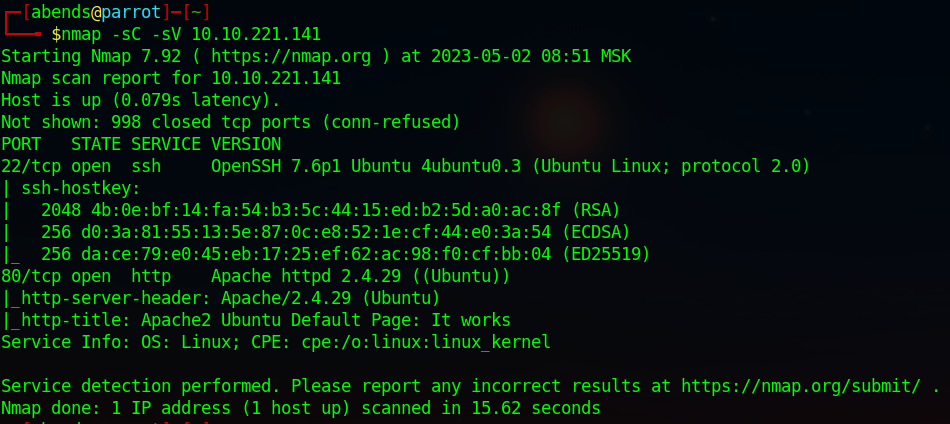 ┌─[abends@parrot]─[~]
└──╼ $nmap -sC -sV 10.10.221.141
Starting Nmap 7.92 ( https://nmap.org ) at 2023-05-02 08:51 MSK
Nmap scan report for 10.10.221.141
Host is up (0.079s latency).
Not shown: 998 closed tcp ports (conn-refused)
PORT   STATE SERVICE VERSION
22/tcp open  ssh     OpenSSH 7.6p1 Ubuntu 4ubuntu0.3 (Ubuntu Linux; protocol 2.0)
| ssh-hostkey:
|   2048 4b:0e:bf:14:fa:54:b3:5c:44:15:ed:b2:5d:a0:ac:8f (RSA)
|   256 d0:3a:81:55:13:5e:87:0c:e8:52:1e:cf:44:e0:3a:54 (ECDSA)
|_  256 da:ce:79:e0:45:eb:17:25:ef:62:ac:98:f0:cf:bb:04 (ED25519)
80/tcp open  http    Apache httpd 2.4.29 ((Ubuntu))
|_http-server-header: Apache/2.4.29 (Ubuntu)
|_http-title: Apache2 Ubuntu Default Page: It works
Service Info: OS: Linux; CPE: cpe:/o:linux:linux_kernel
Service detection performed. Please report any incorrect results at https://nmap.org/submit/ .
Nmap done: 1 IP address (1 host up) scanned in 15.62 seconds